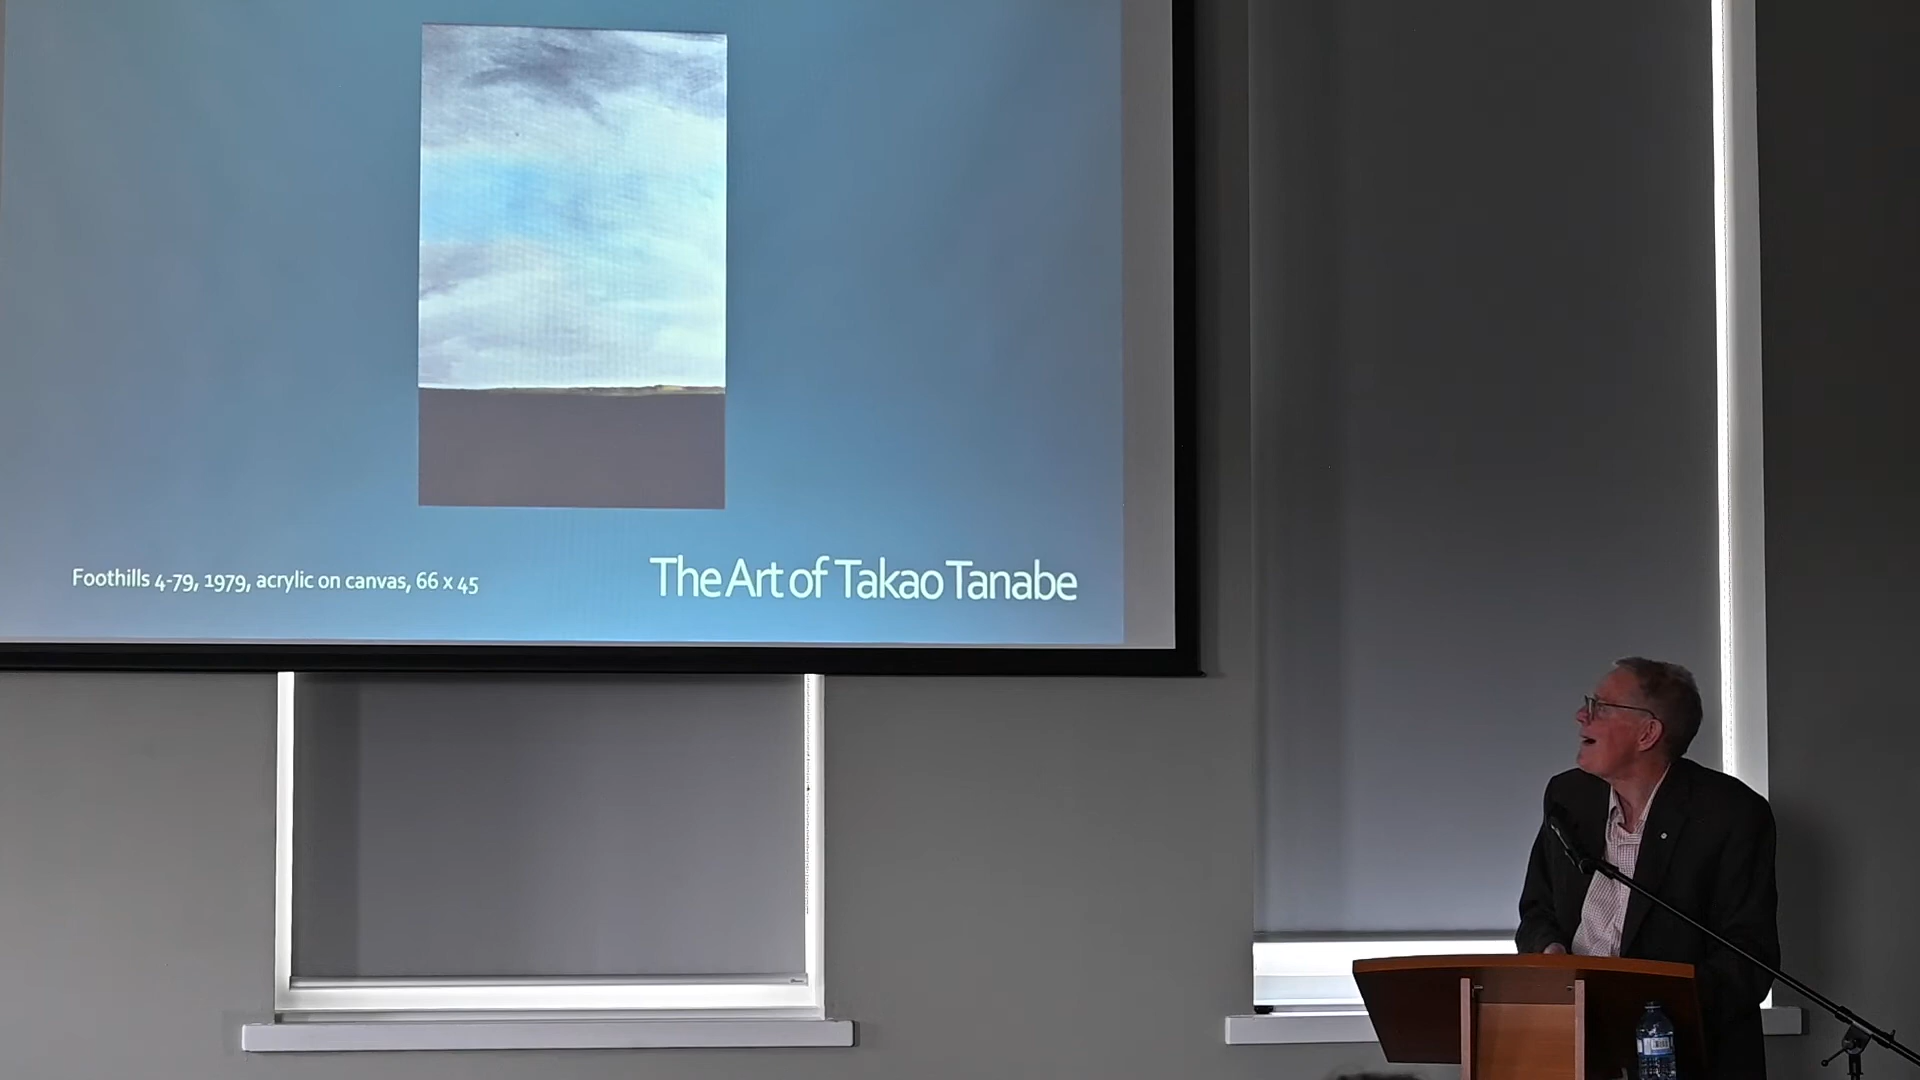 Foothills 4-79, 1979, acrylic on canvas, 66 x 45
The Art of Takao Tanabe